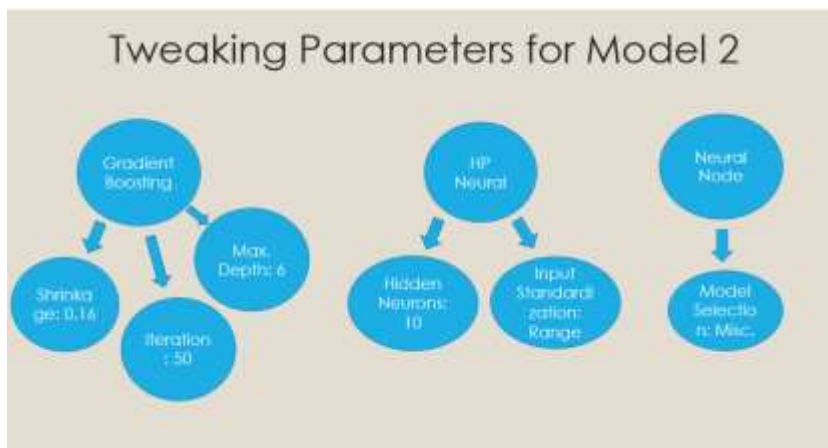 Tweaking Parameters for Model 2
Gradient
Boosting
Shrinka
ge: 0.16
Iteration
: 50
Max.
Depth: 6
HP
Neural
Hidden
Neurons:
10
Input
Standardi
zation:
Range
Neural
Node
Model
Selectio
n: Misc.